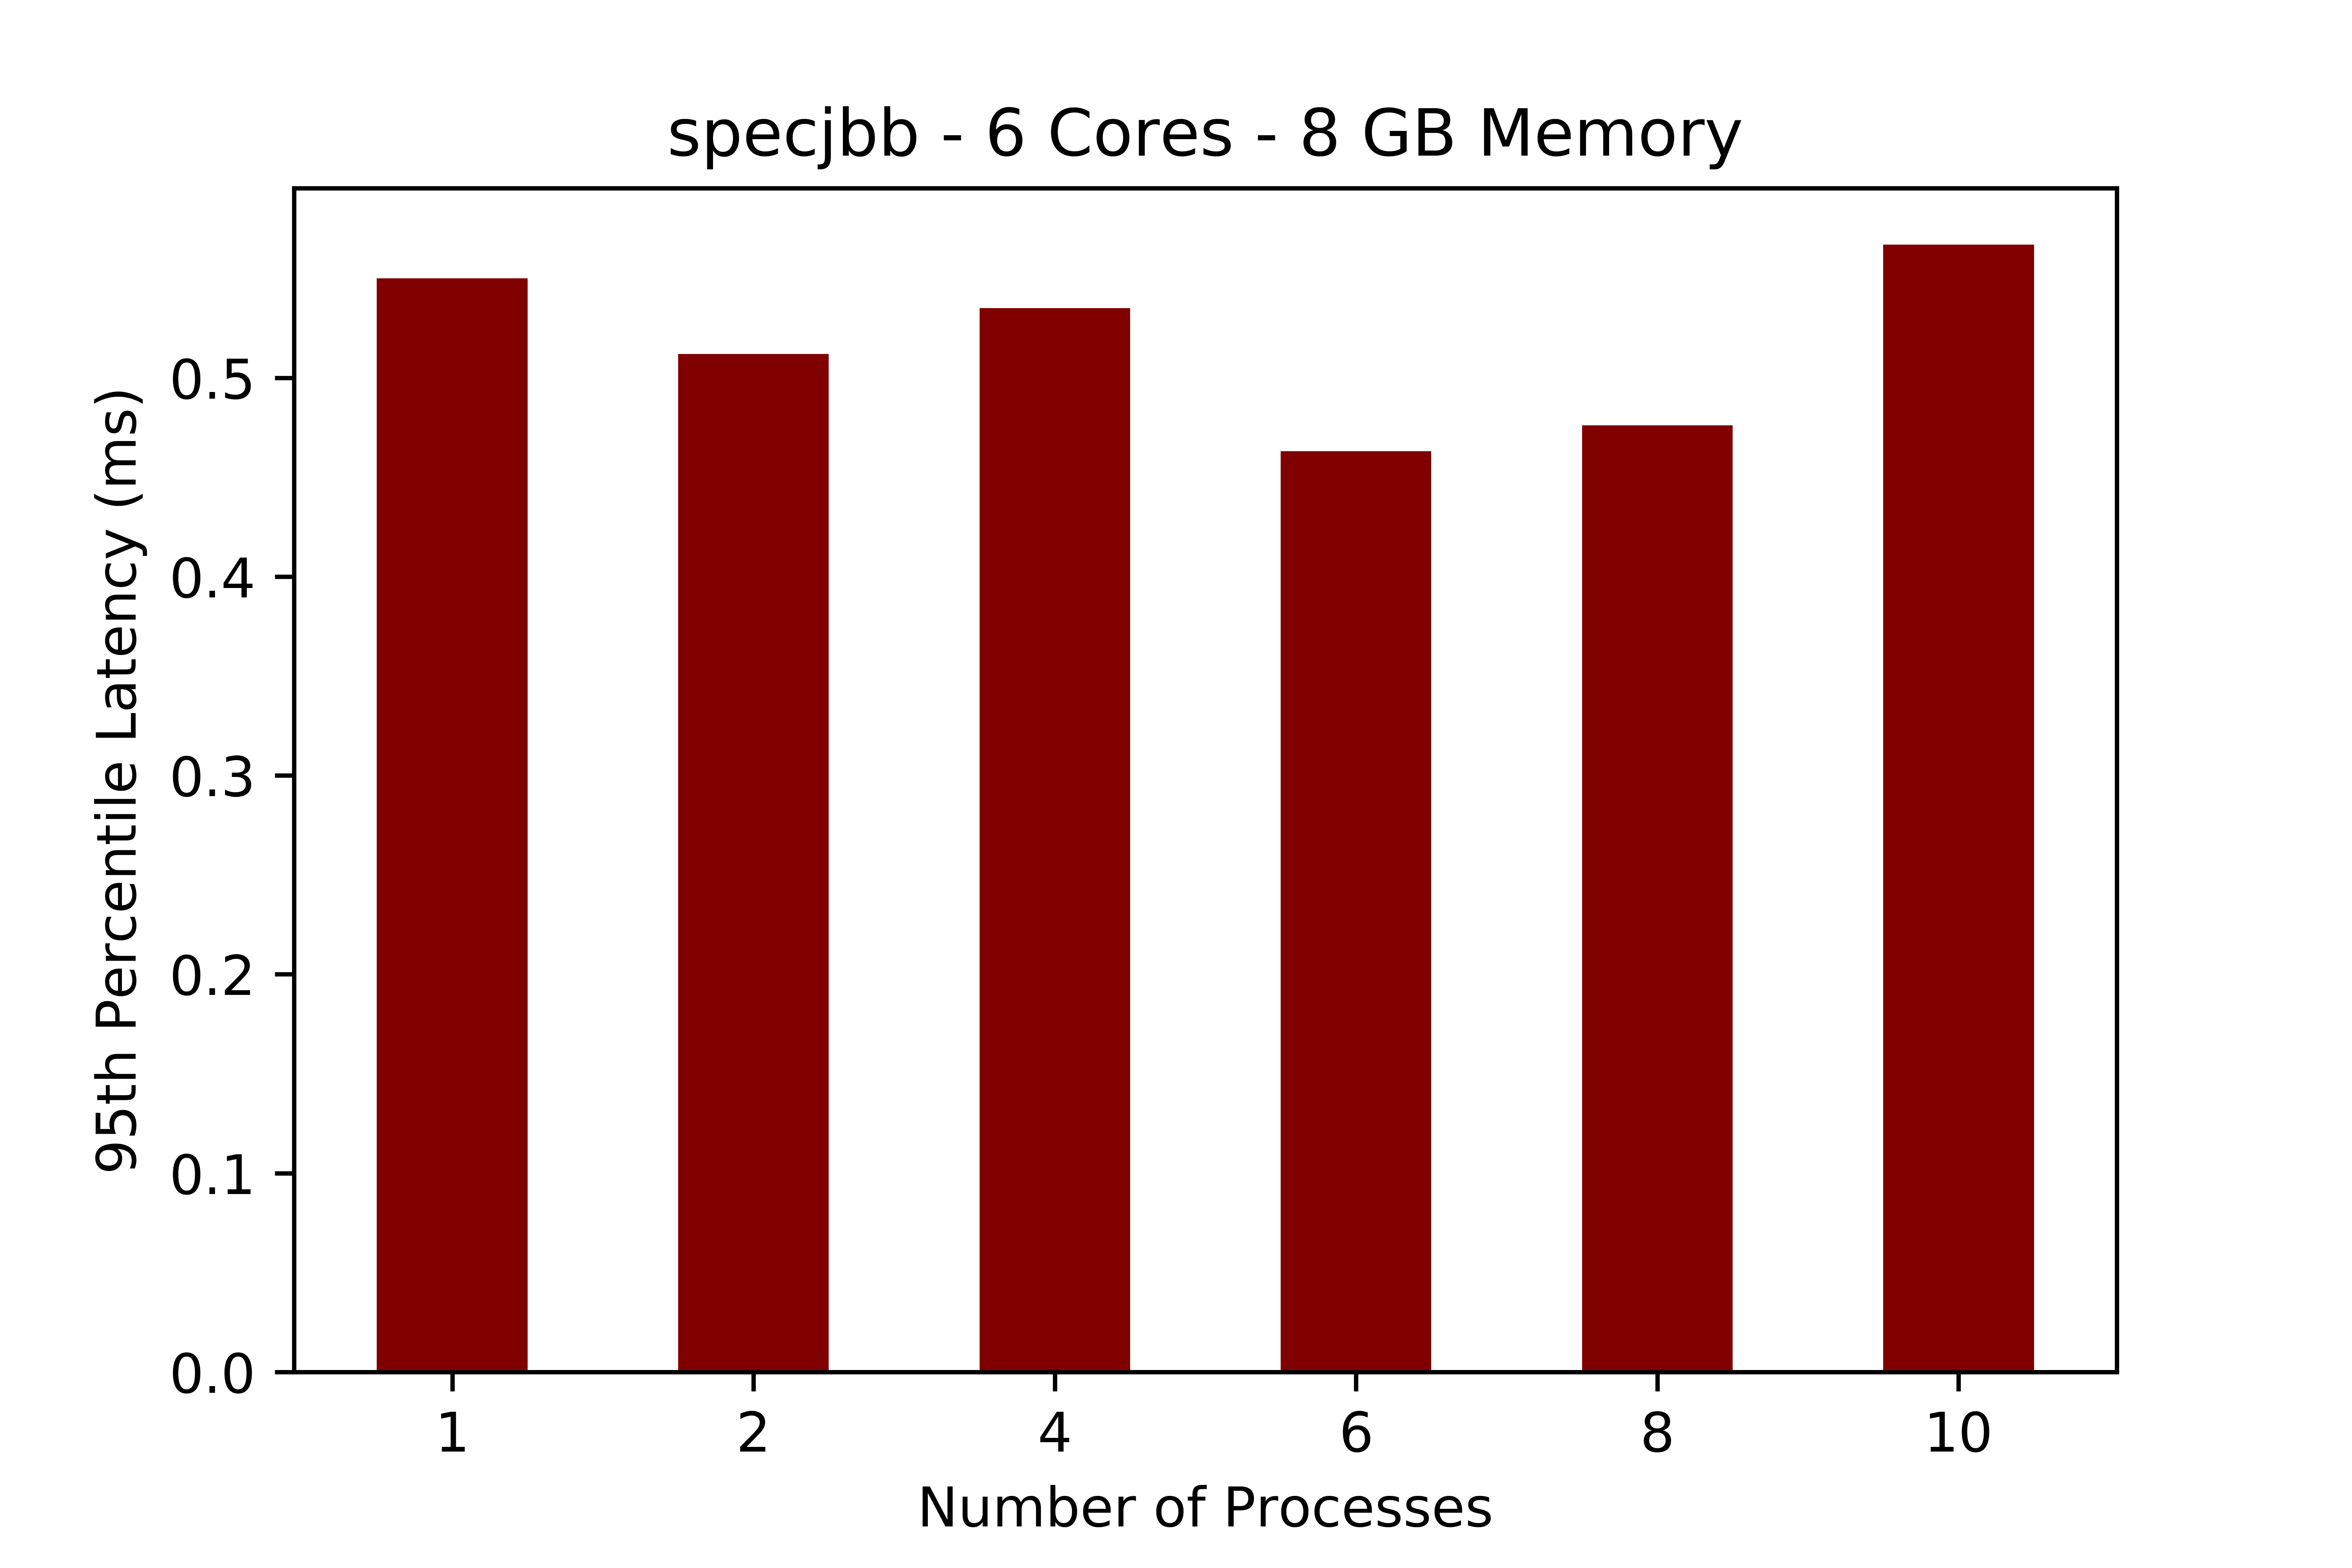 specjbb - 6 Cores - 8 GB Memory
95th Percentile Latency (ms)
0.5
0.4
0.3
0.2
0.1
0.0
1 2 4 6 8 10
Number of Processes